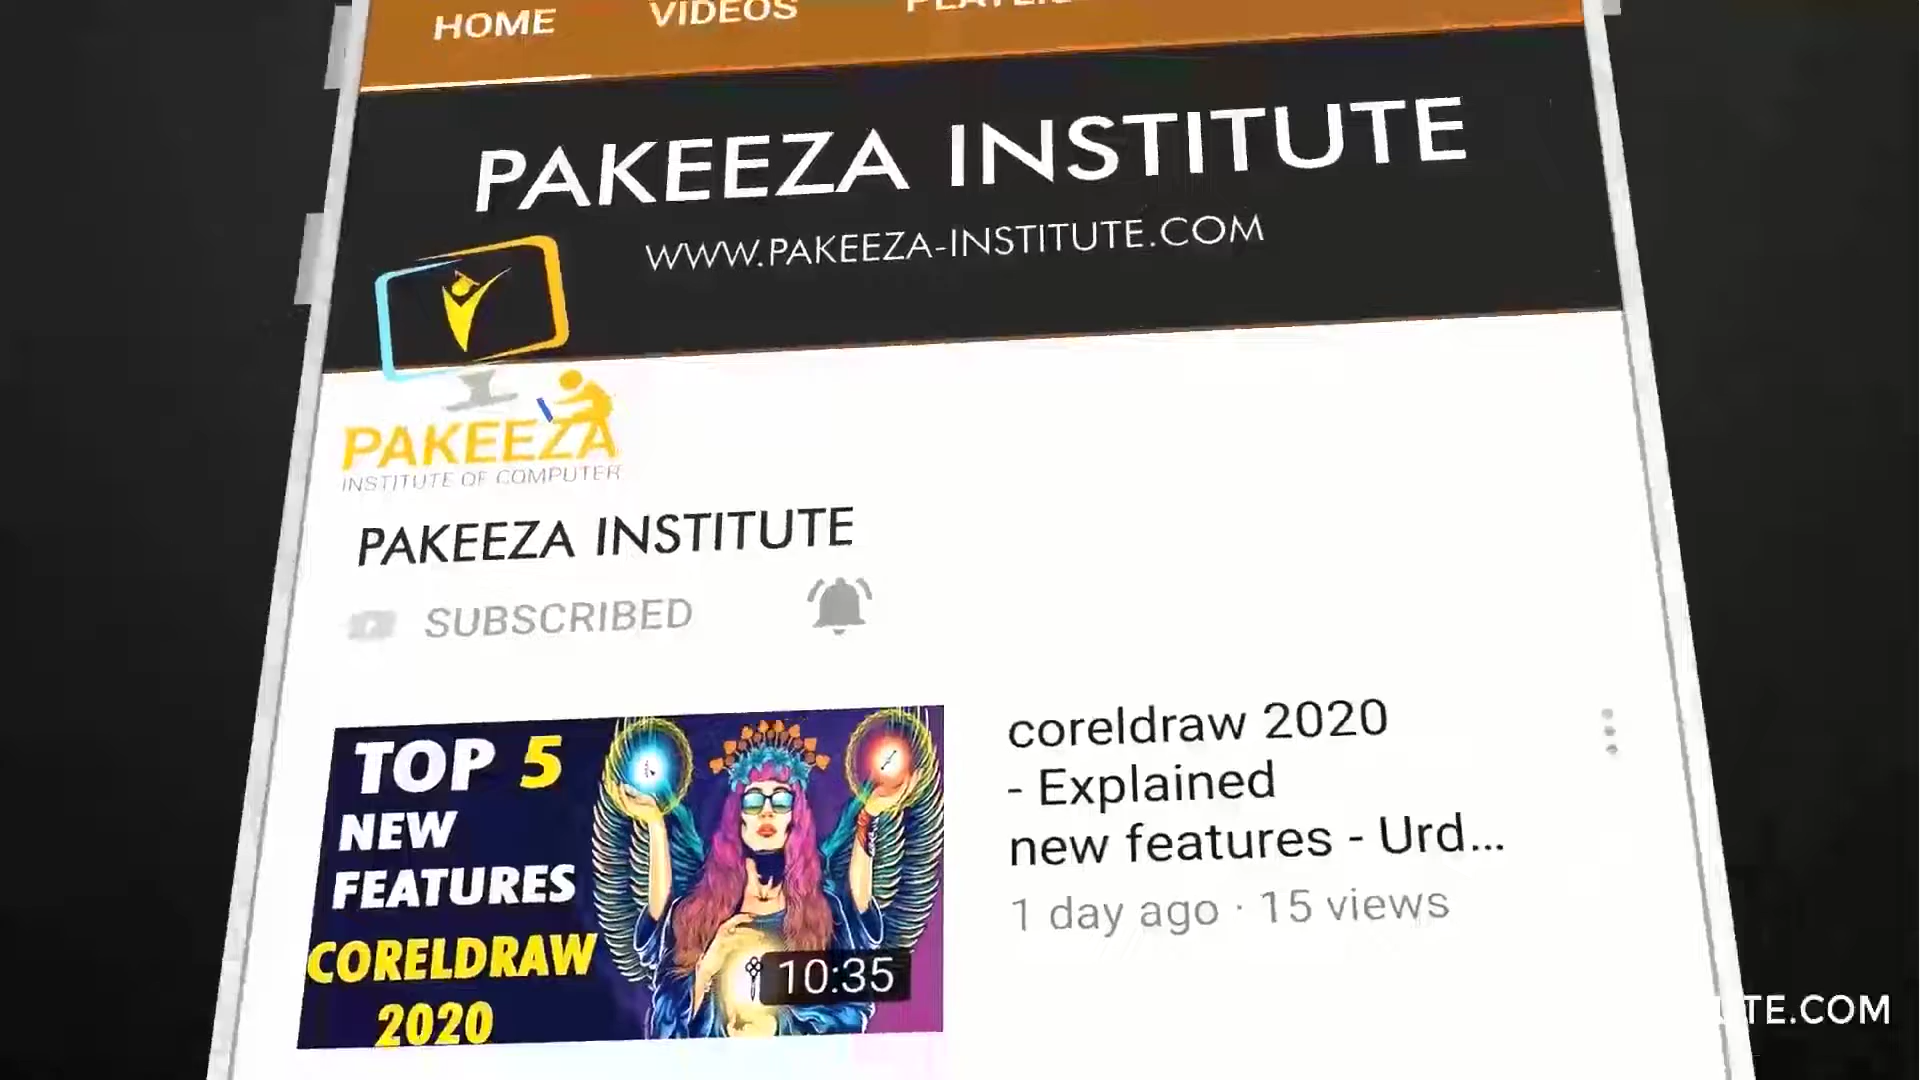 HOME VIDEOS
PAKEEZA INSTITUTE
WWW.PAKEEZA-INSTITUTE.COM
PAKEEZA
INSTITUTE OF COMPUTER
PAKEEZA INSTITUTE
SUBSCRIBED
TOP 5
NEW
FEATURES
CORELDRAW
2020
10:35
coreldraw 2020
- Explained
new features - Urd...
1 day ago · 15 views
TE.COM